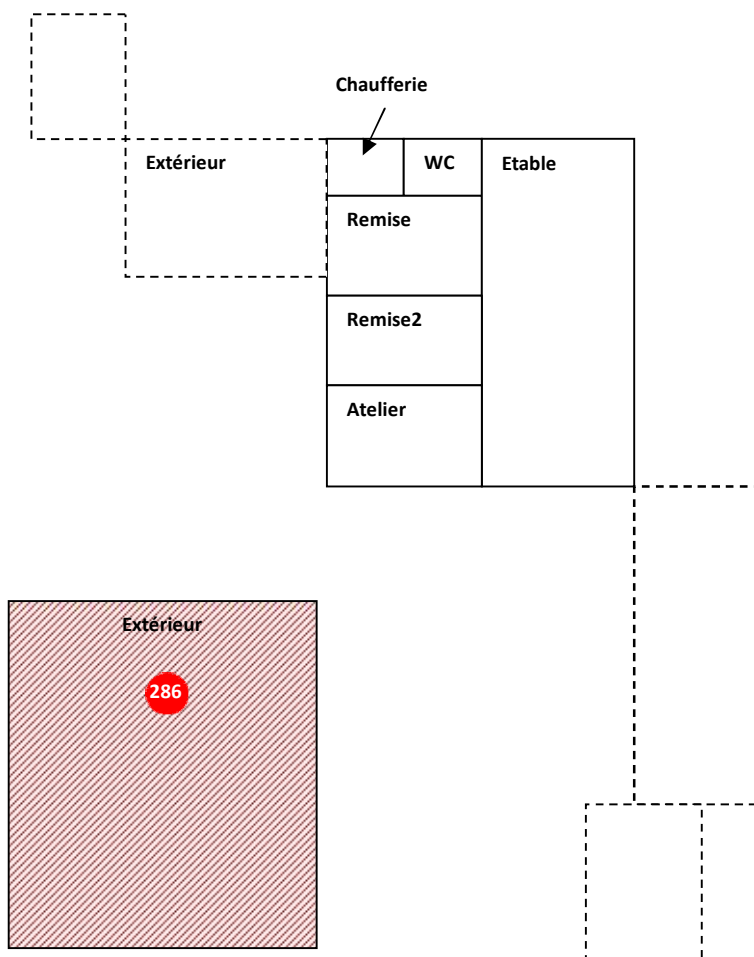 Chaufferie
Extérieur
WC
Etable
Remise
Remise2
Atelier
Extérieur
286